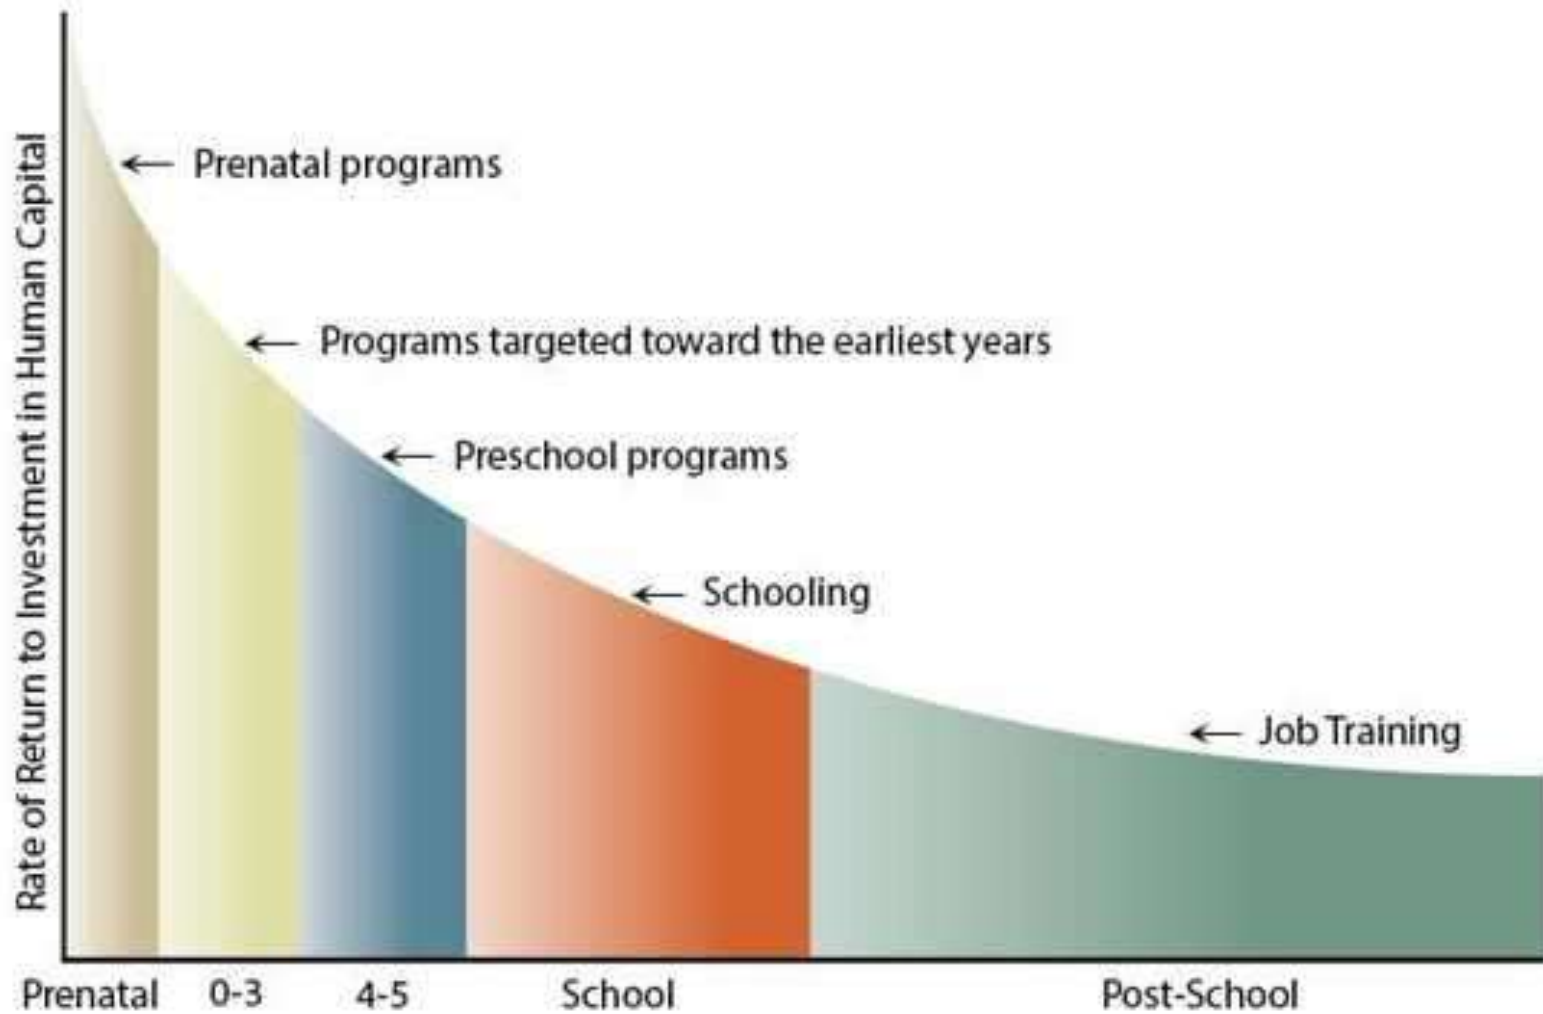 Rate of Return to Investment in Human Capital
Prenatal programs
Programs targeted toward the earliest years
Preschool programs
Schooling
Job Training
Prenatal
0-3
4-5
School
Post-School